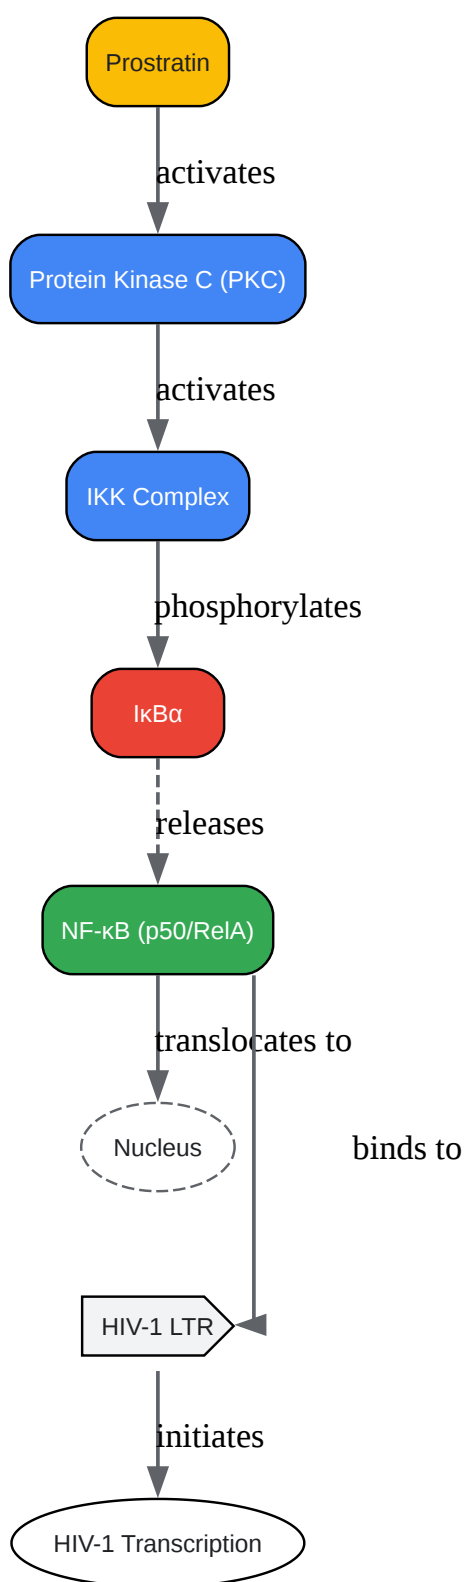 Prostratin
activates
Protein Kinase C (PKC)
activates
IKK Complex
phosphorylates
IκBα
releases
NF-κB (p50/RelA)
translocates to
Nucleus
binds to
HIV-1 LTR
initiates
HIV-1 Transcription